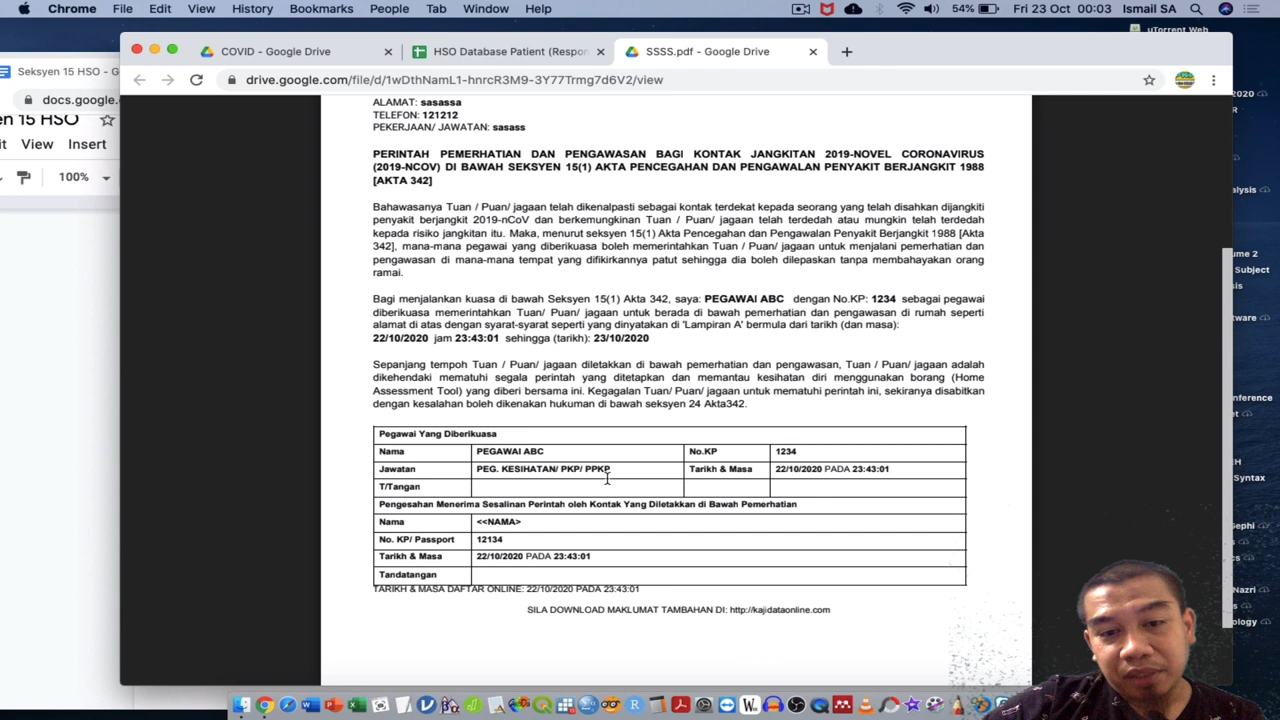 Chrome File Edit View History Bookmarks People Tab Window Help 54% Fri 23 Oct 00:03 Ismail SA
uTorrent Web
COVID - Google Drive
HSO Database Patient (Respon
SSSS.pdf - Google Drive
Seksyen 15 HSO - G
drive.google.com/file/d/1wDthNamL1-hnrcR3M9-3Y77Trmg7d6V2/view
docs.google.
en 15 HSO
it View Insert
100%
ALAMAT: sasassa
TELEFON: 121212
PEKERJAAN/ JAWATAN: sasass
PERINTAH PEMERHATIAN DAN PENGAWASAN BAGI KONTAK JANGKITAN 2019-NOVEL CORONAVIRUS
(2019-NCOV) DI BAWAH SEKSYEN 15(1) AKTA PENCEGAHAN DAN PENGAWALAN PENYAKIT BERJANGKIT 1988
[AKTA 342]
Bahawasanya Tuan / Puan/ jagaan telah dikenalpasti sebagai kontak terdekat kepada seorang yang telah disahkan dijangkiti
penyakit berjangkit 2019-nCoV dan berkemungkinan Tuan / Puan/ jagaan telah terdedah atau mungkin telah terdedah
kepada risiko jangkitan itu. Maka, menurut seksyen 15(1) Akta Pencegahan dan Pengawalan Penyakit Berjangkit 1988 [Akta
342], mana-mana pegawai yang diberikuasa boleh memerintahkan Tuan / Puan/ jagaan untuk menjalani pemerhatian dan
pengawasan di mana-mana tempat yang difikirkannya patut sehingga dia boleh dilepaskan tanpa membahayakan orang
ramai.
Bagi menjalankan kuasa di bawah Seksyen 15(1) Akta 342, saya: PEGAWAI ABC dengan No.KP: 1234 sebagai pegawai
diberikuasa memerintahkan Tuan/ Puan/ jagaan untuk berada di bawah pemerhatian dan pengawasan di rumah seperti
alamat di atas dengan syarat-syarat seperti yang dinyatakan di 'Lampiran A' bermula dari tarikh (dan masa):
22/10/2020 jam 23:43:01 sehingga (tarikh): 23/10/2020
Sepanjang tempoh Tuan / Puan/ jagaan diletakkan di bawah pemerhatian dan pengawasan, Tuan / Puan/ jagaan adalah
dikehendaki mematuhi segala perintah yang ditetapkan dan memantau kesihatan diri menggunakan borang (Home
Assessment Tool) yang diberi bersama ini. Kegagalan Tuan/ Puan/ jagaan untuk mematuhi perintah ini, sekiranya disabitkan
dengan kesalahan boleh dikenakan hukuman di bawah seksyen 24 Akta342.
Pegawai Yang Diberikuasa
Nama PEGAWAI ABC No.KP 1234
Jawatan PEG. KESIHATAN/ PKP/ PPKP Tarikh & Masa 22/10/2020 PADA 23:43:01
T/Tangan
Pengesahan Menerima Sesalinan Perintah oleh Kontak Yang Diletakkan di Bawah Pemerhatian
Nama <<NAMA>
No. KP/ Passport 12134
Tarikh & Masa 22/10/2020 PADA 23:43:01
Tandatangan
TARIKH & MASA DAFTAR ONLINE: 22/10/2020 PADA 23:43:01
SILA DOWNLOAD MAKLUMAT TAMBAHAN DI: http://kajidataonline.com
2020
R
alysis
ume 2
Subject
ftware
nference
et
EH
Syntax
Gephi
cs
Nazri
ology